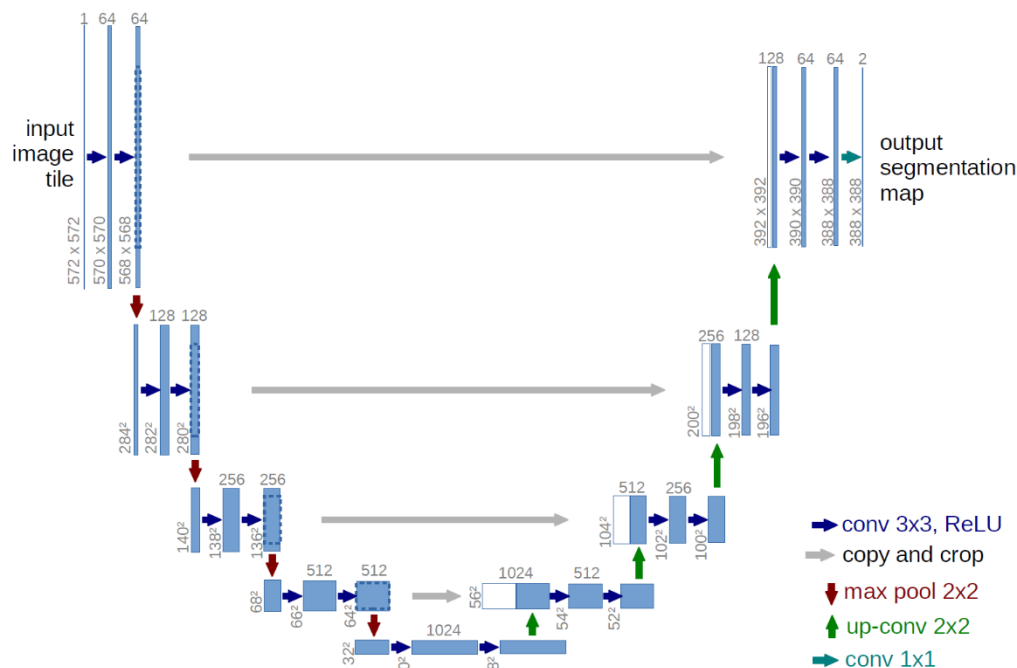 1
64
64
input
image
tile
572 x 572
570 x 570
568 x 568
128
64
64
2
output
segmentation
map
392 x 392
390 x 390
388 x 388
388 x 388
128
128
284²
282²
280²
256
128
200²
198²
196²
256
256
140²
138²
136²
512
256
104²
102²
100²
512
512
68²
66²
64²
1024
512
56²
54²
52²
1024
32²
conv 3x3, ReLU
copy and crop
max pool 2x2
up-conv 2x2
conv 1x1